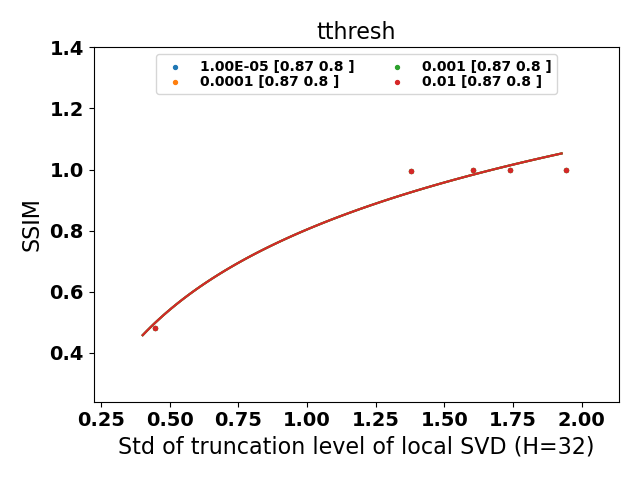 tthresh
1.00E-05 [0.87 0.8 ]
0.0001 [0.87 0.8 ]
0.001 [0.87 0.8 ]
0.01 [0.87 0.8 ]
1.4
1.2
1.0
0.8
0.6
0.4
SSIM
0.25 0.50 0.75 1.00 1.25 1.50 1.75 2.00
Std of truncation level of local SVD (H=32)